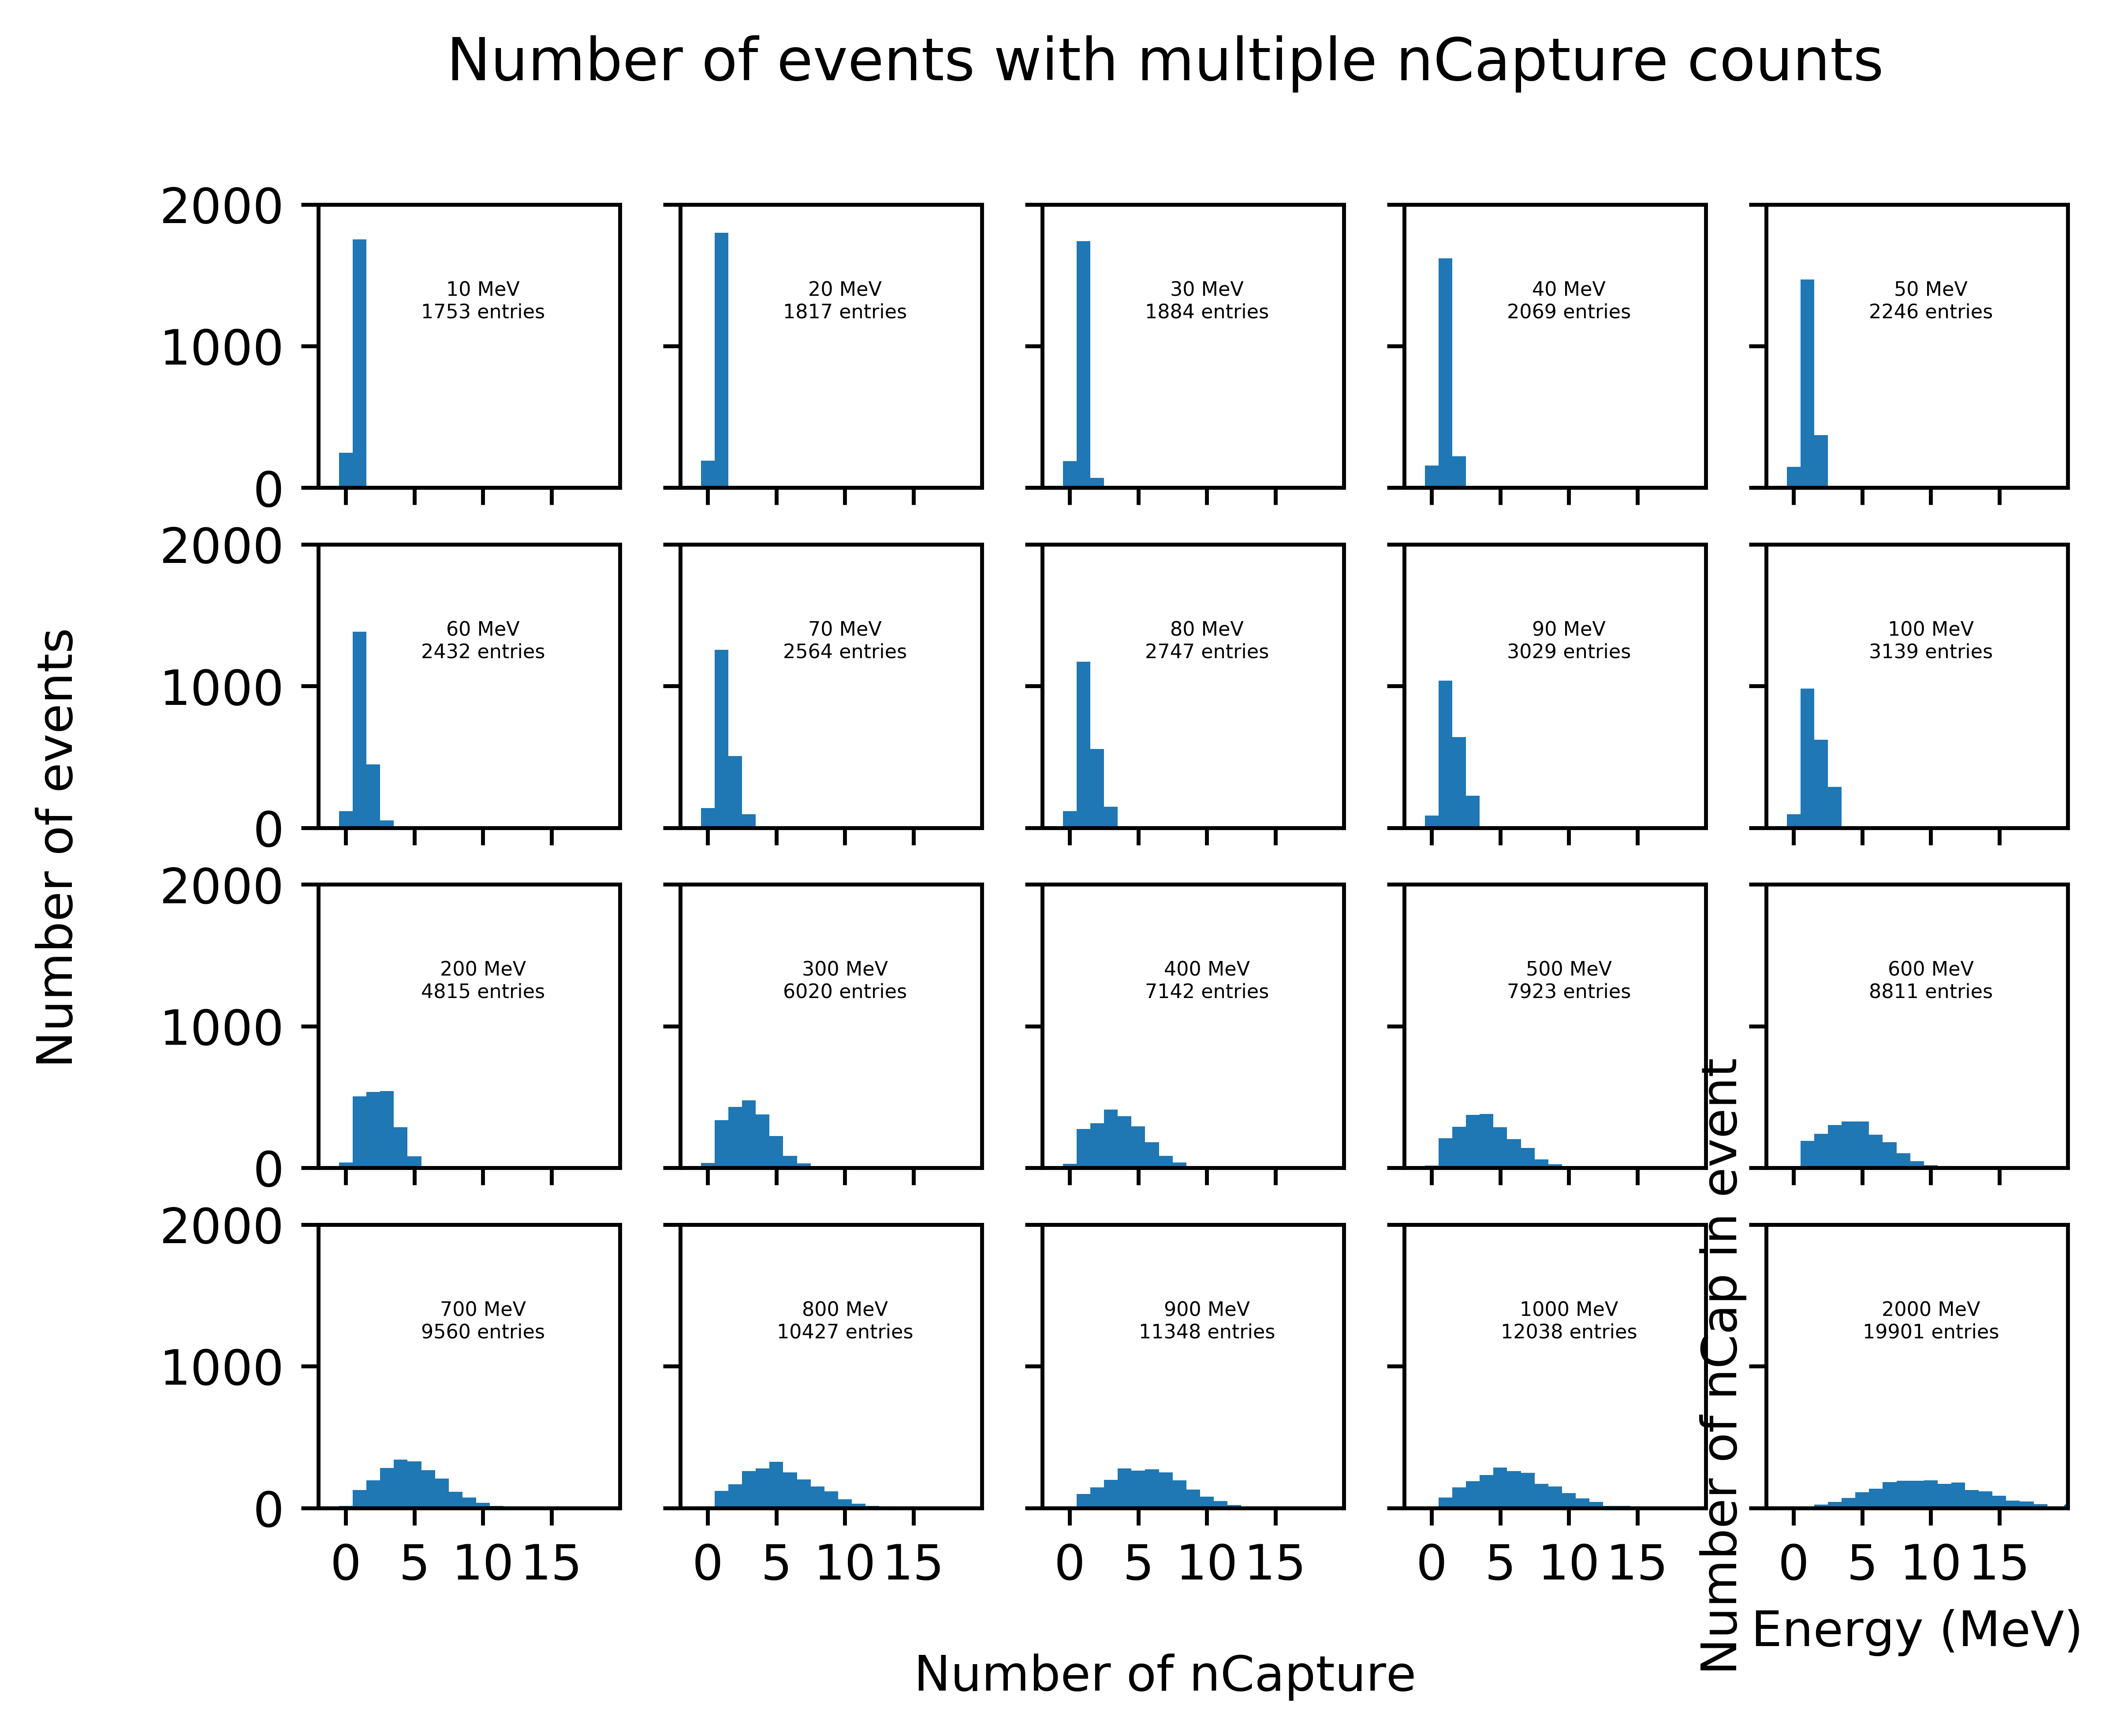 Number of events with multiple nCapture counts
Number of events
2000
1000
0
10 MeV
1753 entries
20 MeV
1817 entries
30 MeV
1884 entries
40 MeV
2069 entries
50 MeV
2246 entries
2000
1000
0
60 MeV
2432 entries
70 MeV
2564 entries
80 MeV
2747 entries
90 MeV
3029 entries
100 MeV
3139 entries
2000
1000
0
200 MeV
4815 entries
300 MeV
6020 entries
400 MeV
7142 entries
500 MeV
7923 entries
600 MeV
8811 entries
2000
1000
0
700 MeV
9560 entries
800 MeV
10427 entries
900 MeV
11348 entries
1000 MeV
12038 entries
2000 MeV
19901 entries
Number of nCap in event
0 5 10 15
0 5 10 15
0 5 10 15
0 5 10 15
0 5 10 15
Energy (MeV)
Number of nCapture